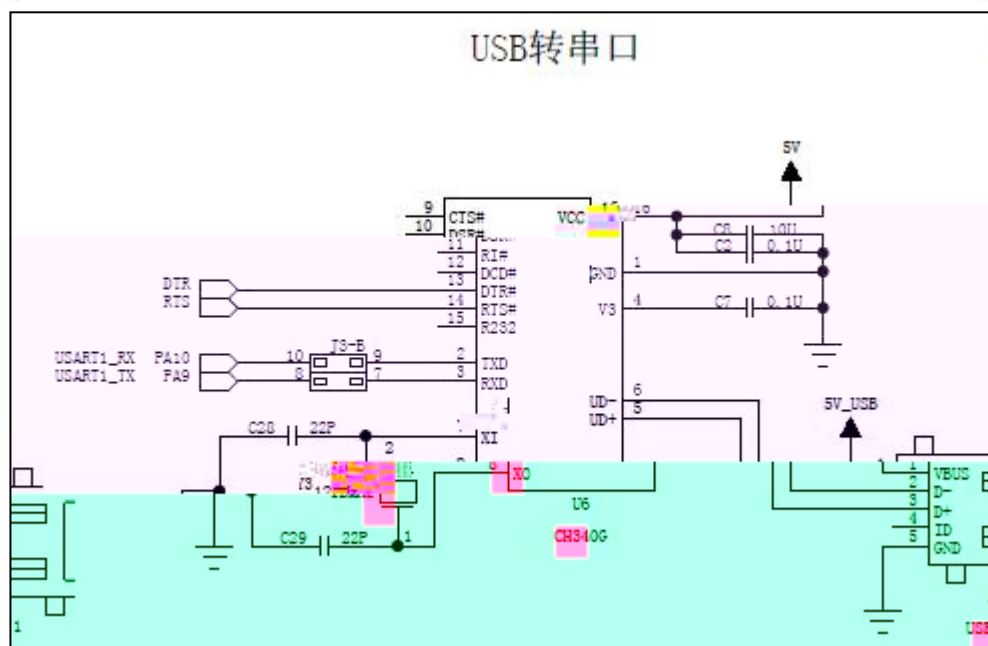 USB转串口
5V
9 CTS# VCC
10
C8 10U
11 C2 0.1U
12 RI#
13 DCD# GND 1
DTR 14 DTR#
RTS 15 RTS# V3 4 C7 0.1U
R232
J3-B
USART1_RX PA10 10 9 2 TXD
USART1_TX PA9 8 7 3 RXD
UD- 6
UD+ 5 5V_USB
C28 22P XI
2
XO 1 VBUS
2 D-
U6 3 D+
C29 22P 1 CH340G 4 ID
5 GND
1